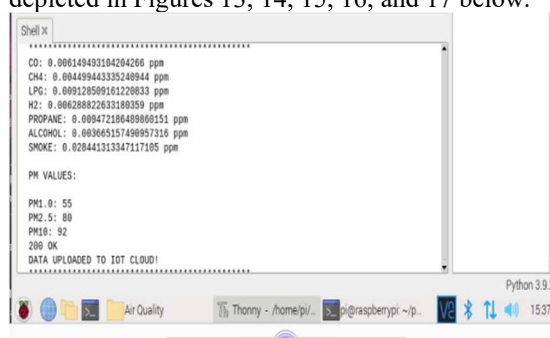 depicted in Figures 13, 14, 15, 16, and 17 below.
Shell ×
*******************************************
CO: 0.006149493104204266 ppm
CH4: 0.004499443335240944 ppm
LPG: 0.009128509161220833 ppm
H2: 0.006288822633180359 ppm
PROPANE: 0.009472186489860151 ppm
ALCOHOL: 0.003665157490957316 ppm
SMOKE: 0.028441313347117105 ppm
PM VALUES:
PM1.0: 55
PM2.5: 80
PM10: 92
200 OK
DATA UPLOADED TO IOT CLOUD!
*******************************************
Python 3.9.
Air Quality
Thonny - /home/pi/..
pi@raspberrypi: ~/p..
15:37